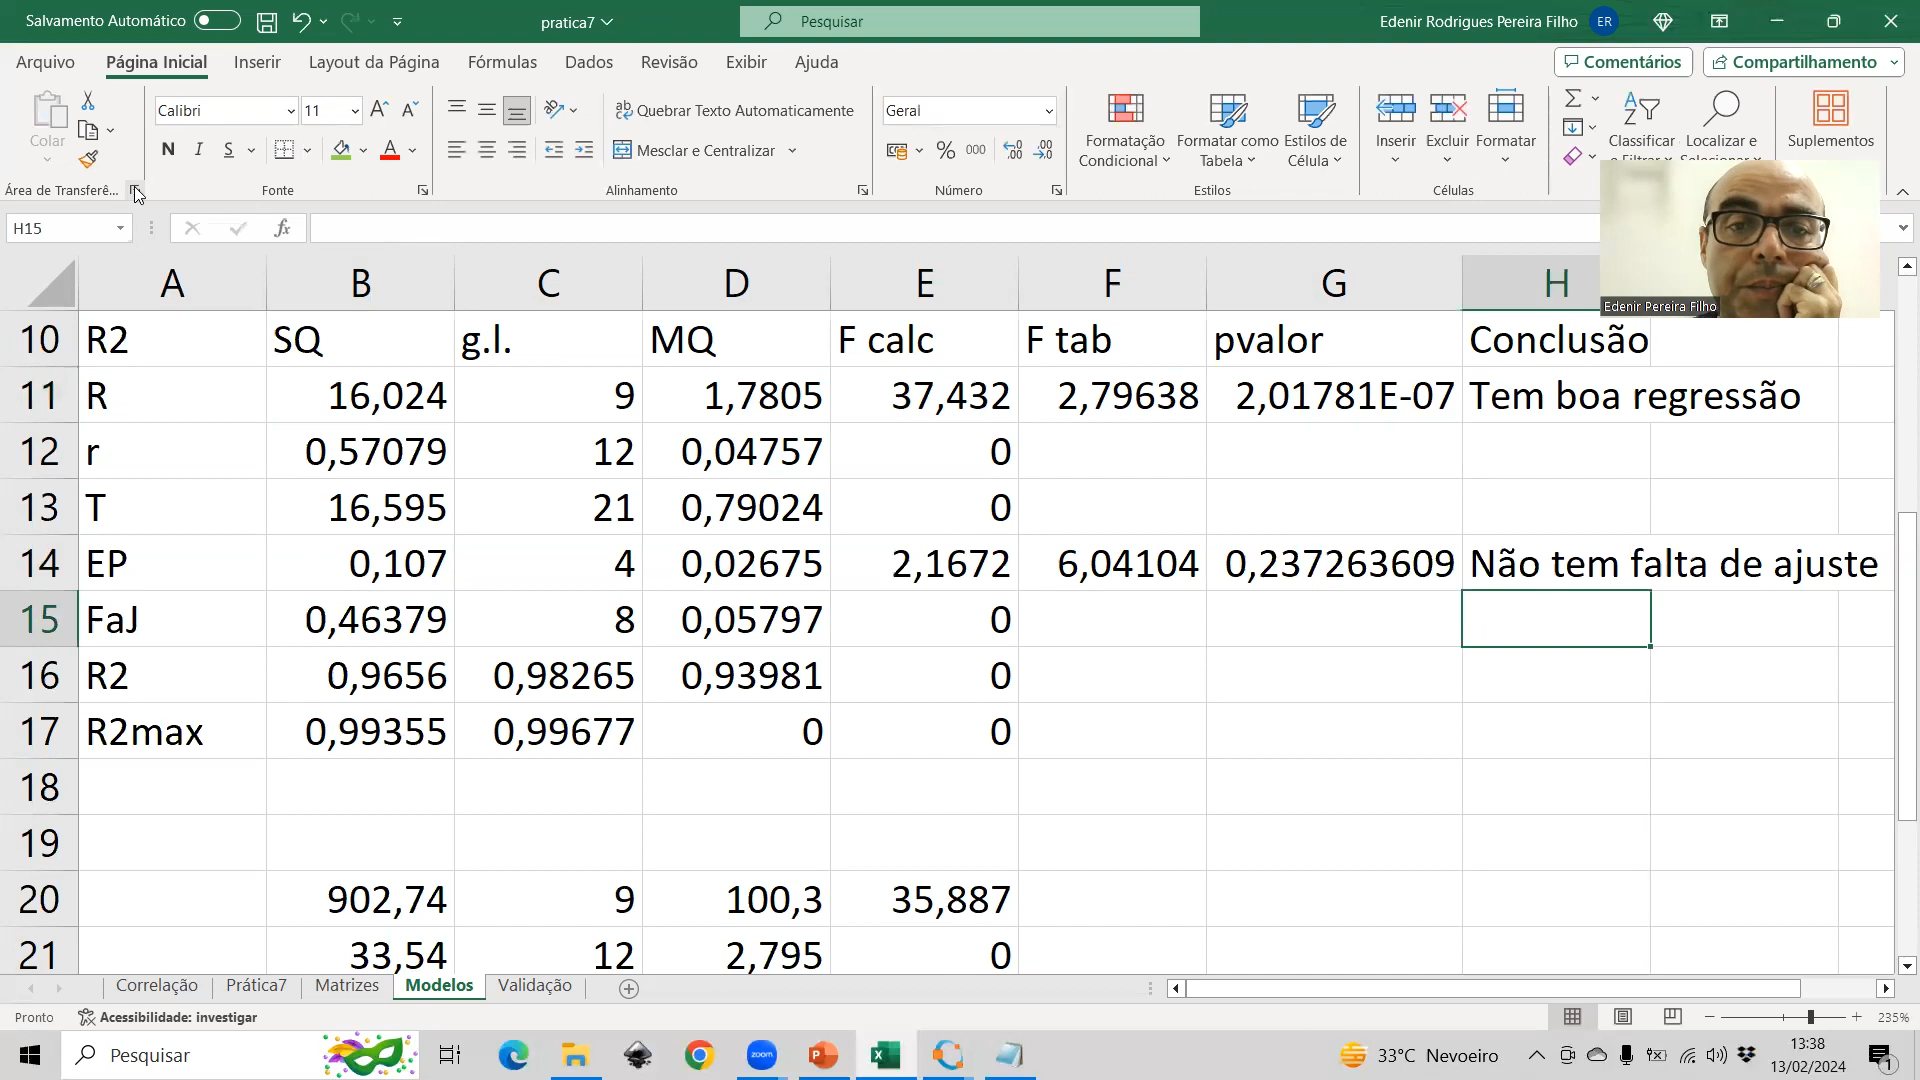 Salvamento Automático
pratica7
Pesquisar
Edenir Rodrigues Pereira Filho
ER
Arquivo
Página Inicial
Inserir
Layout da Página
Fórmulas
Dados
Revisão
Exibir
Ajuda
Comentários
Compartilhamento
Colar
Calibri
11
N I S
Quebrar Texto Automaticamente
Mesclar e Centralizar
Geral
% 000
Formatação Condicional
Formatar como Tabela
Estilos de Célula
Inserir
Excluir
Formatar
Classificar
Localizar e
Suplementos
Área de Transferê...
Fonte
Alinhamento
Número
Estilos
Células
H15
fx
Edenir Pereira Filho
A B C D E F G H
10 R2 SQ g.l. MQ F calc F tab pvalor Conclusão
11 R 16,024 9 1,7805 37,432 2,79638 2,01781E-07 Tem boa regressão
12 r 0,57079 12 0,04757 0
13 T 16,595 21 0,79024 0
14 EP 0,107 4 0,02675 2,1672 6,04104 0,237263609 Não tem falta de ajuste
15 FaJ 0,46379 8 0,05797 0
16 R2 0,9656 0,98265 0,93981 0
17 R2max 0,99355 0,99677 0 0
18
19
20 902,74 9 100,3 35,887
21 33,54 12 2,795 0
Correlação
Prática7
Matrizes
Modelos
Validação
Pronto
Acessibilidade: investigar
235%
Pesquisar
zoom
33°C Nevoeiro
13:38
13/02/2024
1